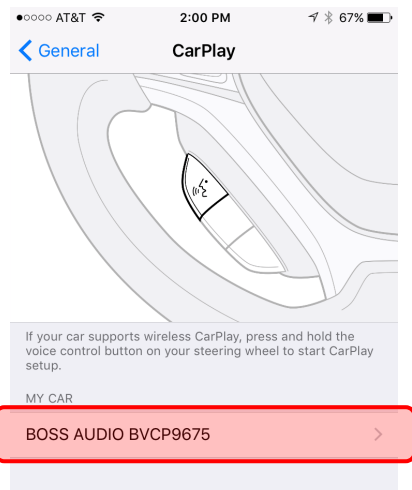 AT&T 2:00 PM 67%
General CarPlay
If your car supports wireless CarPlay, press and hold the
voice control button on your steering wheel to start CarPlay
setup.
MY CAR
BOSS AUDIO BVCP9675